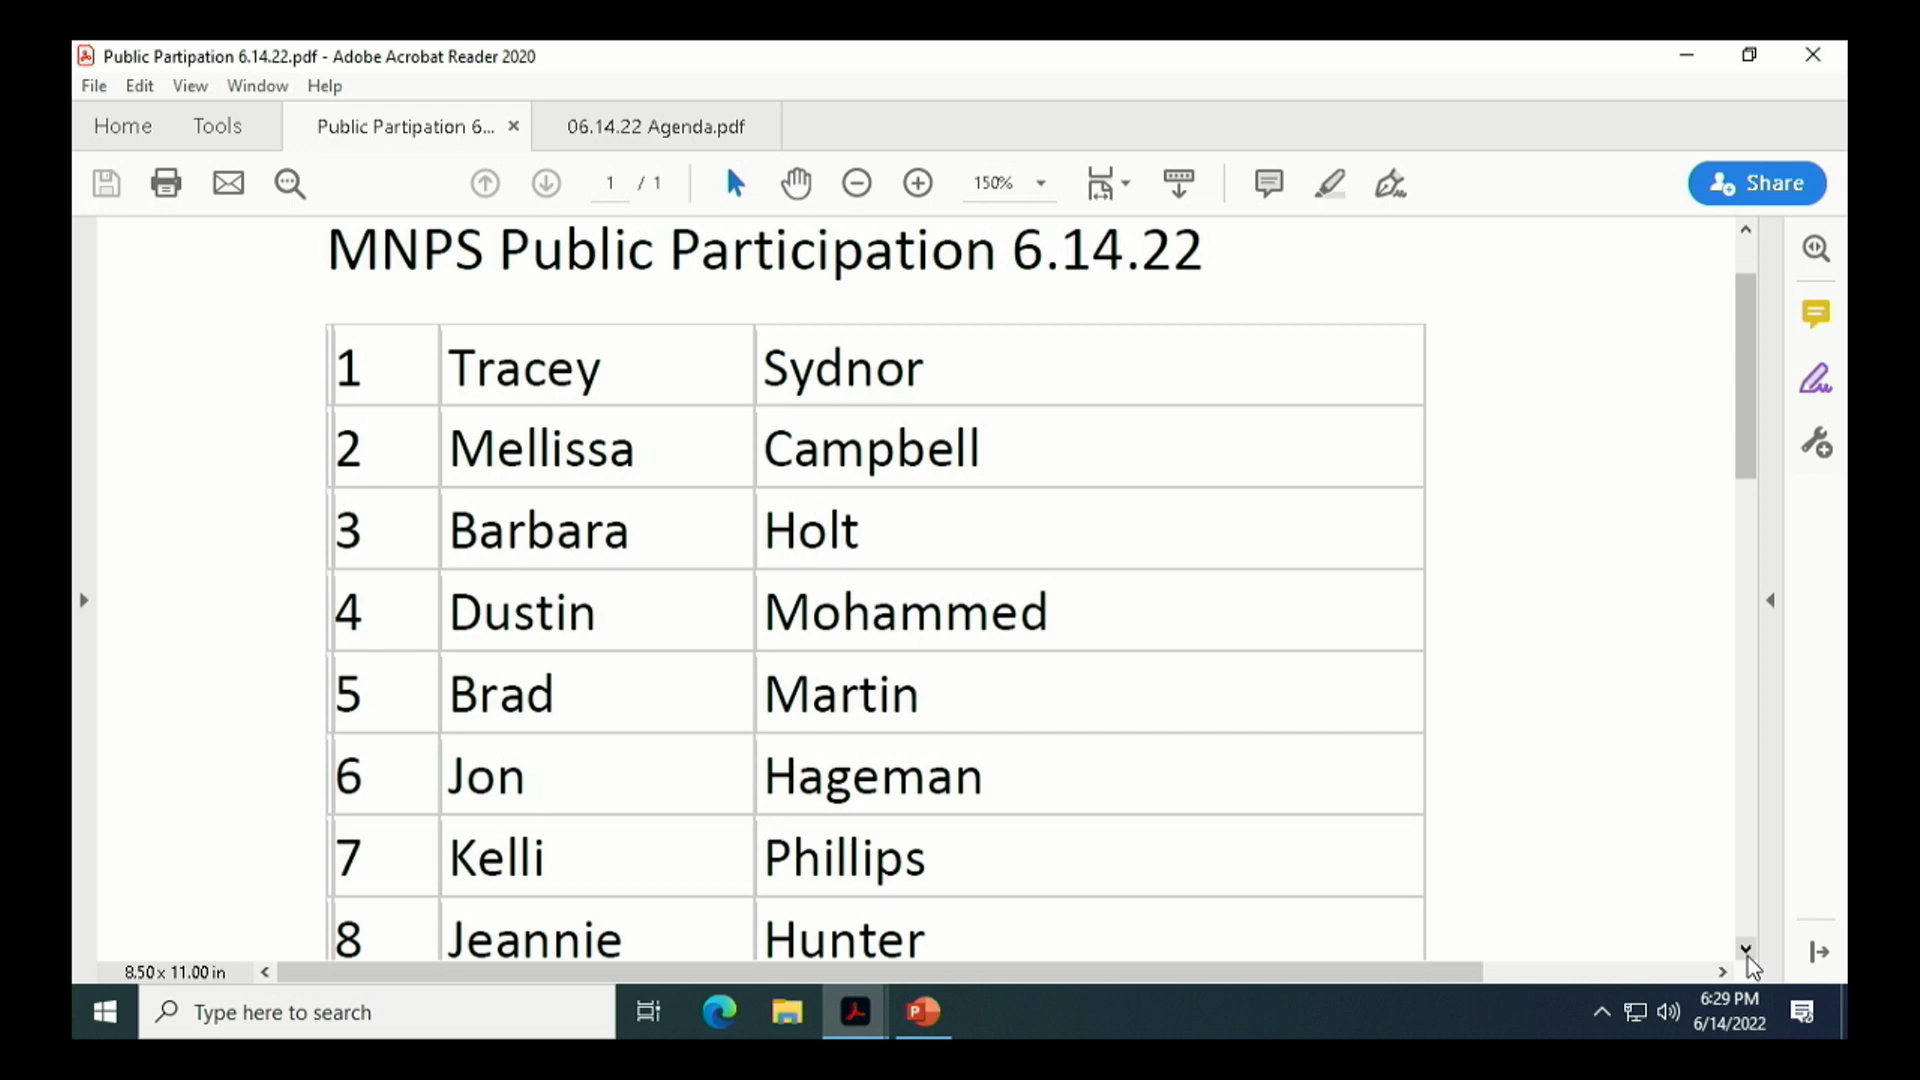 Public Partipation 6.14.22.pdf - Adobe Acrobat Reader 2020
File Edit View Window Help
Home Tools Public Partipation 6... × 06.14.22 Agenda.pdf
1 / 1 150% Share
MNPS Public Participation 6.14.22
1 Tracey Sydnor
2 Mellissa Campbell
3 Barbara Holt
4 Dustin Mohammed
5 Brad Martin
6 Jon Hageman
7 Kelli Phillips
8 Jeannie Hunter
8.50 x 11.00 in
Type here to search
6:29 PM
6/14/2022